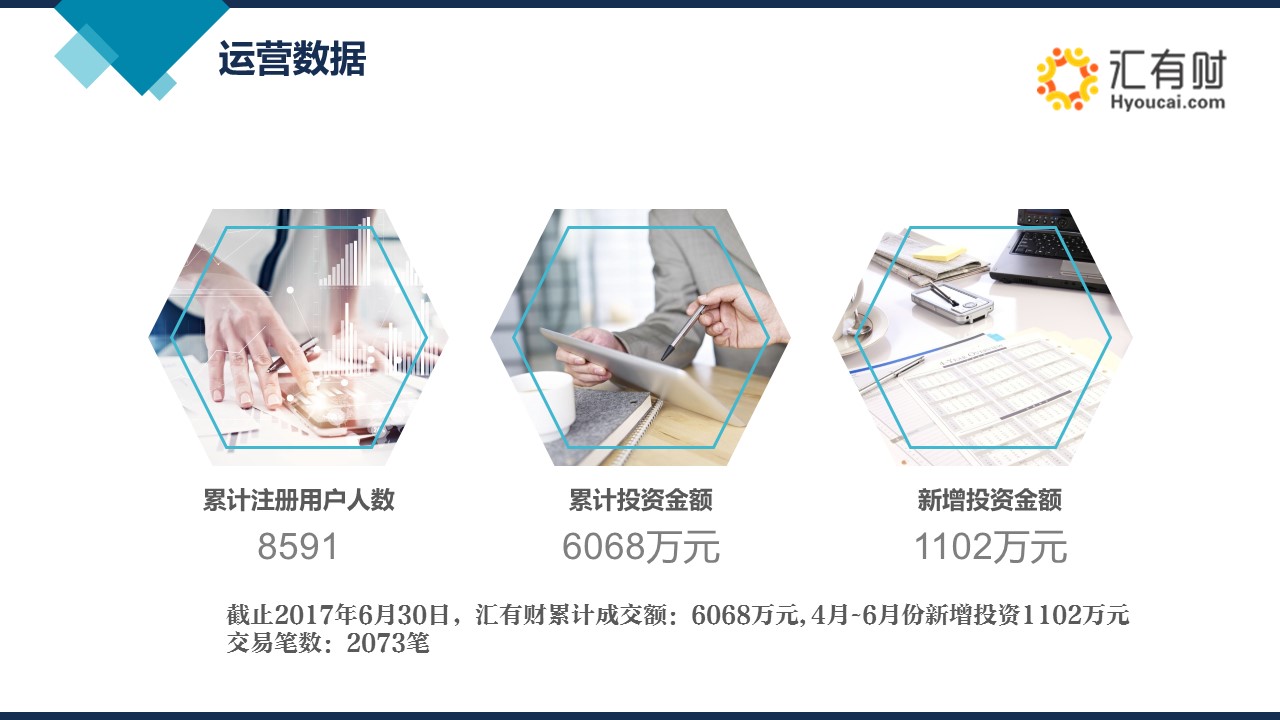 运营数据
汇有财
Hyoucai.com
累计注册用户人数
8591
累计投资金额
6068万元
新增投资金额
1102万元
截止2017年6月30日，汇有财累计成交额：6068万元, 4月~6月份新增投资1102万元
交易笔数：2073笔